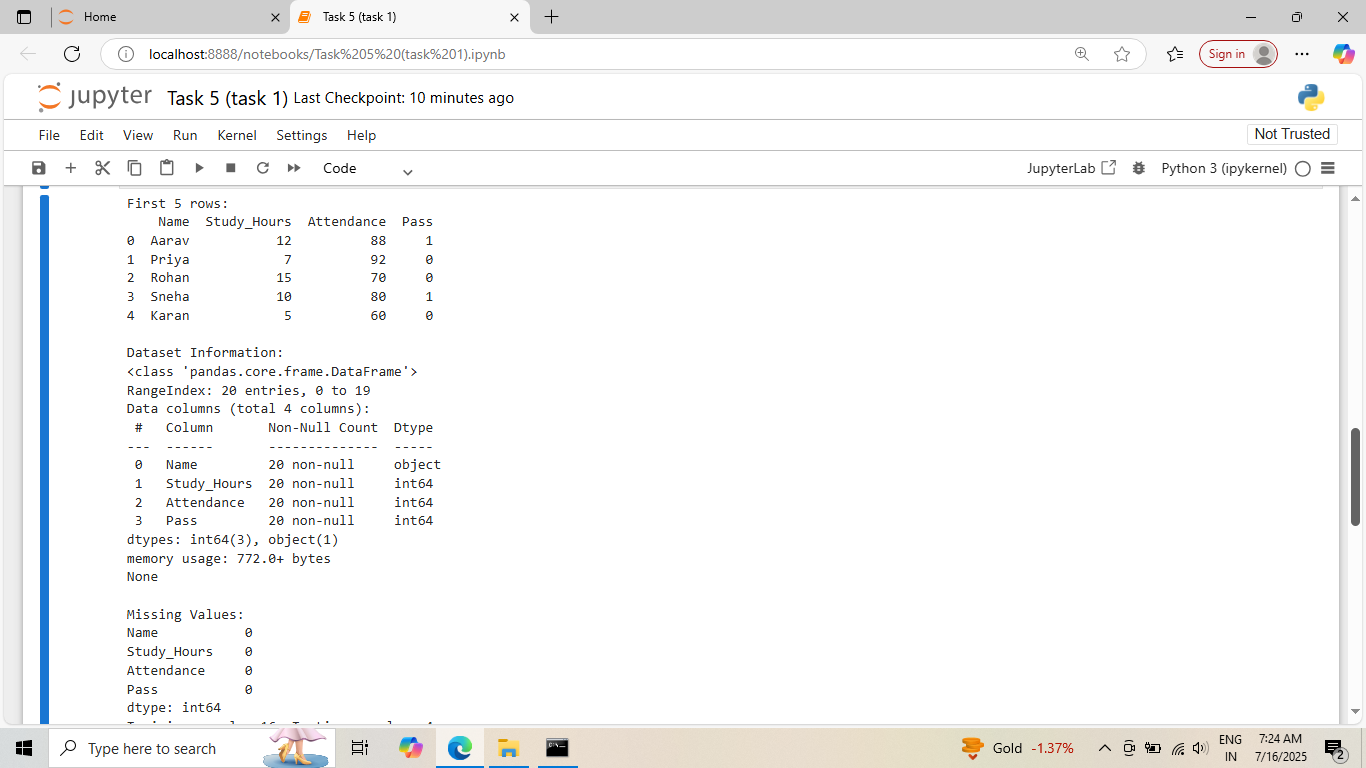 Home
Task 5 (task 1)
localhost:8888/notebooks/Task%205%20(task%201).ipynb
Sign in
jupyter Task 5 (task 1) Last Checkpoint: 10 minutes ago
File Edit View Run Kernel Settings Help
Not Trusted
Code
JupyterLab
Python 3 (ipykernel)
First 5 rows:
Name Study_Hours Attendance Pass
0 Aarav 12 88 1
1 Priya 7 92 0
2 Rohan 15 70 0
3 Sneha 10 80 1
4 Karan 5 60 0
Dataset Information:
<class 'pandas.core.frame.DataFrame'>
RangeIndex: 20 entries, 0 to 19
Data columns (total 4 columns):
# Column Non-Null Count Dtype
--- ------ -------------- -----
0 Name 20 non-null object
1 Study_Hours 20 non-null int64
2 Attendance 20 non-null int64
3 Pass 20 non-null int64
dtypes: int64(3), object(1)
memory usage: 772.0+ bytes
None
Missing Values:
Name 0
Study_Hours 0
Attendance 0
Pass 0
dtype: int64
Type here to search
Gold -1.37%
ENG
IN
7:24 AM
7/16/2025
2